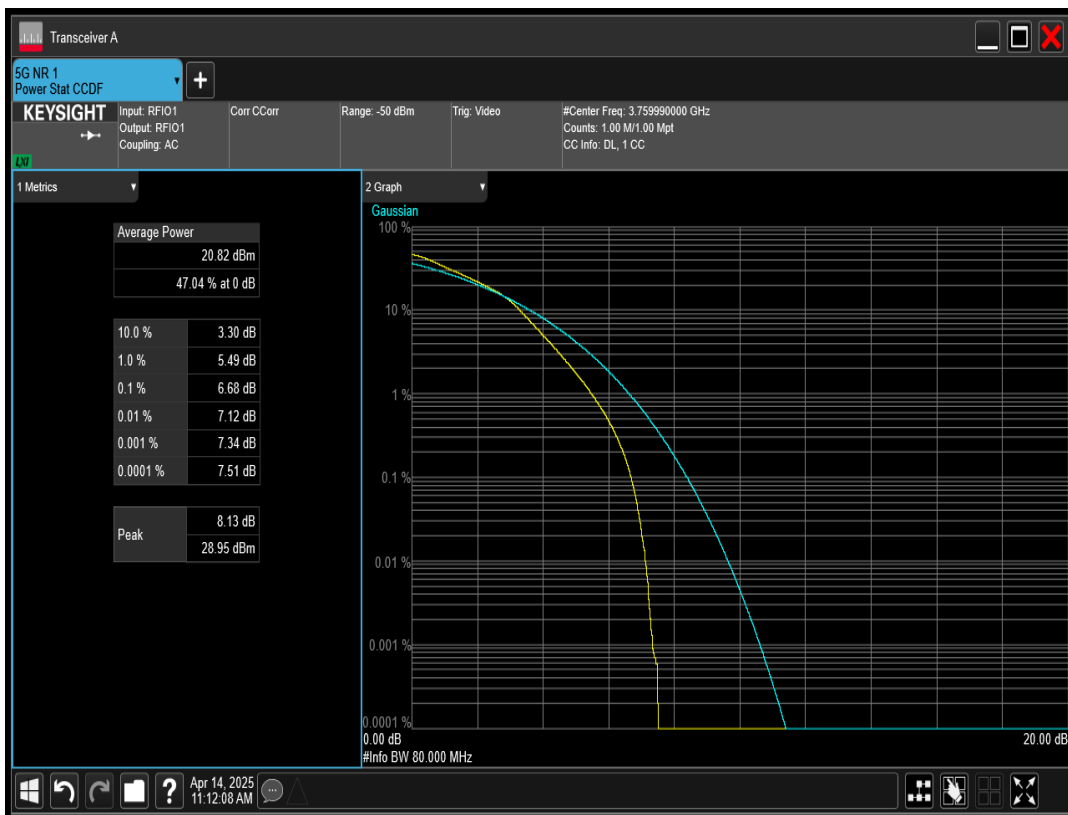 Transceiver A
5G NR 1
Power Stat CCDF
+
KEYSIGHT
LXI
Input: RFIO1
Output: RFIO1
Coupling: AC
Corr CCorr
Range: -50 dBm
Trig: Video
#Center Freq: 3.759990000 GHz
Counts: 1.00 M/1.00 Mpt
CC Info: DL, 1 CC
1 Metrics
Average Power
20.82 dBm
47.04 % at 0 dB
10.0 % 3.30 dB
1.0 % 5.49 dB
0.1 % 6.68 dB
0.01 % 7.12 dB
0.001 % 7.34 dB
0.0001 % 7.51 dB
Peak
8.13 dB
28.95 dBm
2 Graph
Gaussian
100 %
10 %
1 %
0.1 %
0.01 %
0.001 %
0.0001 %
0.00 dB 20.00 dB
#Info BW 80.000 MHz
?
Apr 14, 2025
11:12:08 AM